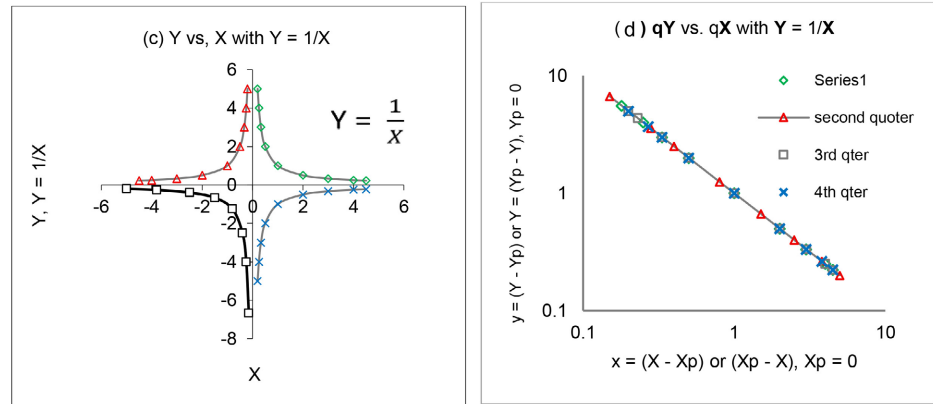 (c) Y vs, X with Y = 1/X
6
4
2
0
-2
-4
-6
-8
-6
-4
-2
0
2
4
6
Y = 1/X
Y, Y = 1/X
X
(d) qY vs. qX with Y = 1/X
10
1
0.1
0.1
1
10
Series1
second quoter
3rd qter
4th qter
y = (Y - Yp) or Y = (Yp - Y), Yp = 0
x = (X - Xp) or (Xp - X), Xp = 0